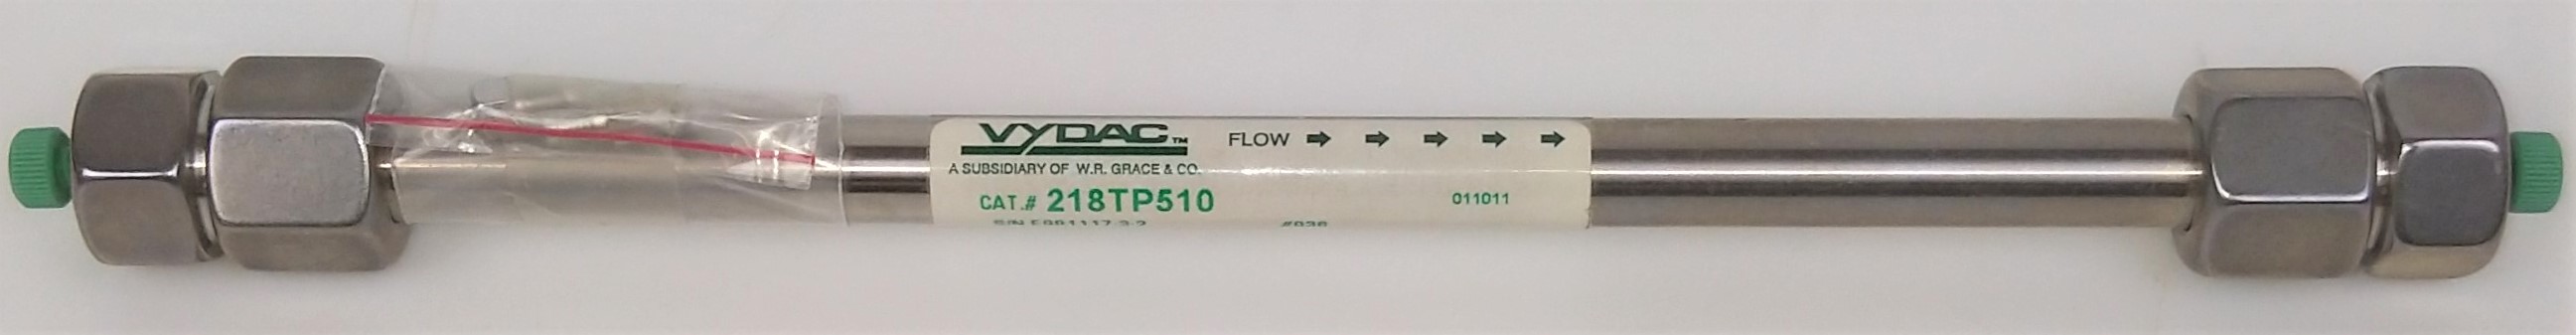 VYDAC™ FLOW
A SUBSIDIARY OF W.R. GRACE & CO.
CAT.# 218TP510 011011
S/N